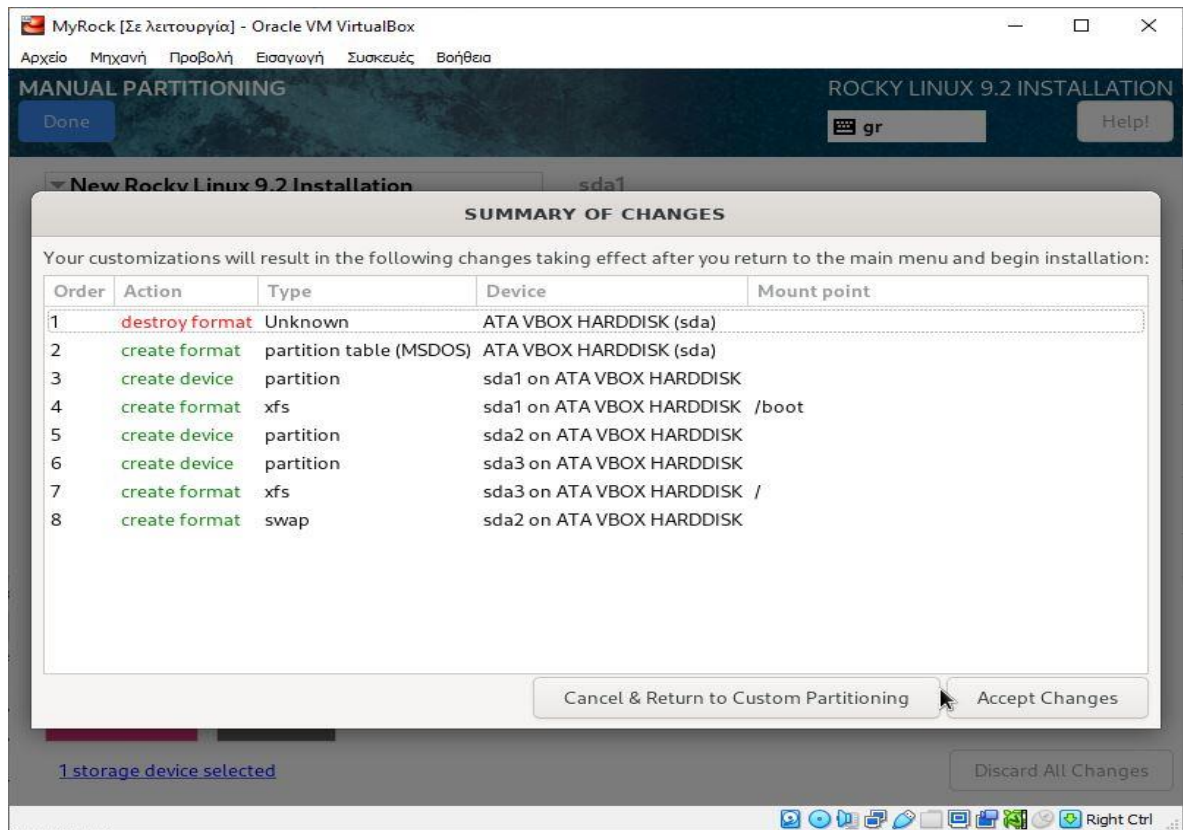 MyRock [Σε λειτουργία] - Oracle VM VirtualBox
Αρχείο Μηχανή Προβολή Εισαγωγή Συσκευές Βοήθεια
MANUAL PARTITIONING
ROCKY LINUX 9.2 INSTALLATION
Done
gr
Help!
New Rocky Linux 9.2 Installation
sda1
SUMMARY OF CHANGES
Your customizations will result in the following changes taking effect after you return to the main menu and begin installation:
Order Action Type Device Mount point
1 destroy format Unknown ATA VBOX HARDDISK (sda)
2 create format partition table (MSDOS) ATA VBOX HARDDISK (sda)
3 create device partition sda1 on ATA VBOX HARDDISK
4 create format xfs sda1 on ATA VBOX HARDDISK /boot
5 create device partition sda2 on ATA VBOX HARDDISK
6 create device partition sda3 on ATA VBOX HARDDISK
7 create format xfs sda3 on ATA VBOX HARDDISK /
8 create format swap sda2 on ATA VBOX HARDDISK
Cancel & Return to Custom Partitioning
Accept Changes
1 storage device selected
Discard All Changes
Right Ctrl